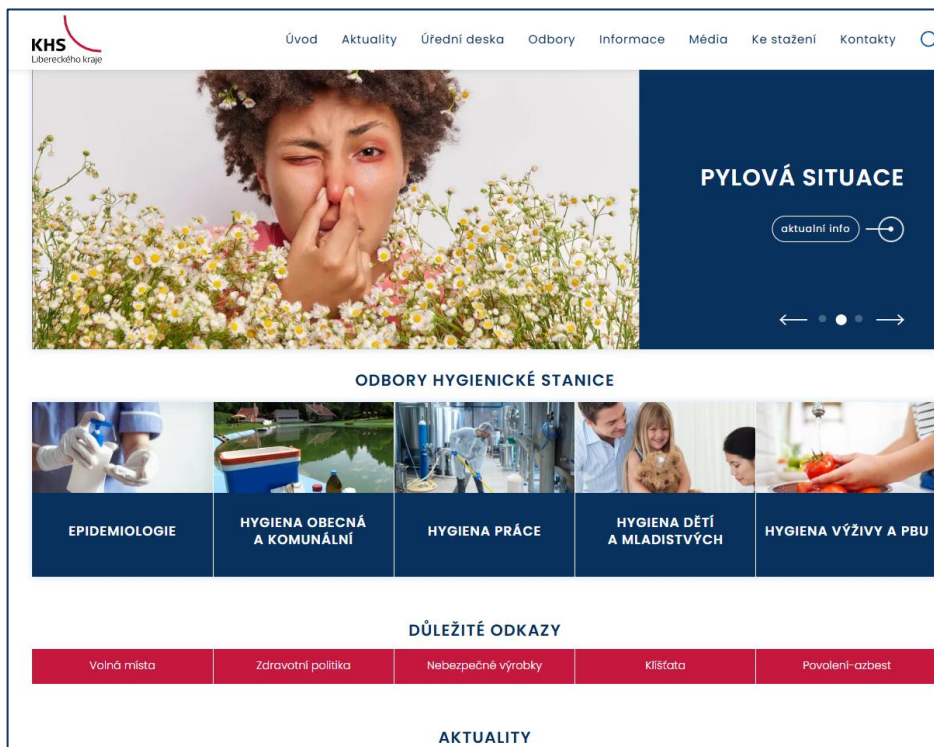 KHS
Libereckého kraje
Úvod Aktuality Úřední deska Odbory Informace Média Ke stažení Kontakty
PYLOVÁ SITUACE
aktualní info
ODBORY HYGIENICKÉ STANICE
EPIDEMIOLOGIE
HYGIENA OBECNÁ
A KOMUNÁLNÍ
HYGIENA PRÁCE
HYGIENA DĚTÍ
A MLADISTVÝCH
HYGIENA VÝŽIVY A PBU
DŮLEŽITÉ ODKAZY
Volná místa Zdravotní politika Nebezpečné výrobky Klíšťata Povolení-azbest
AKTUALITY